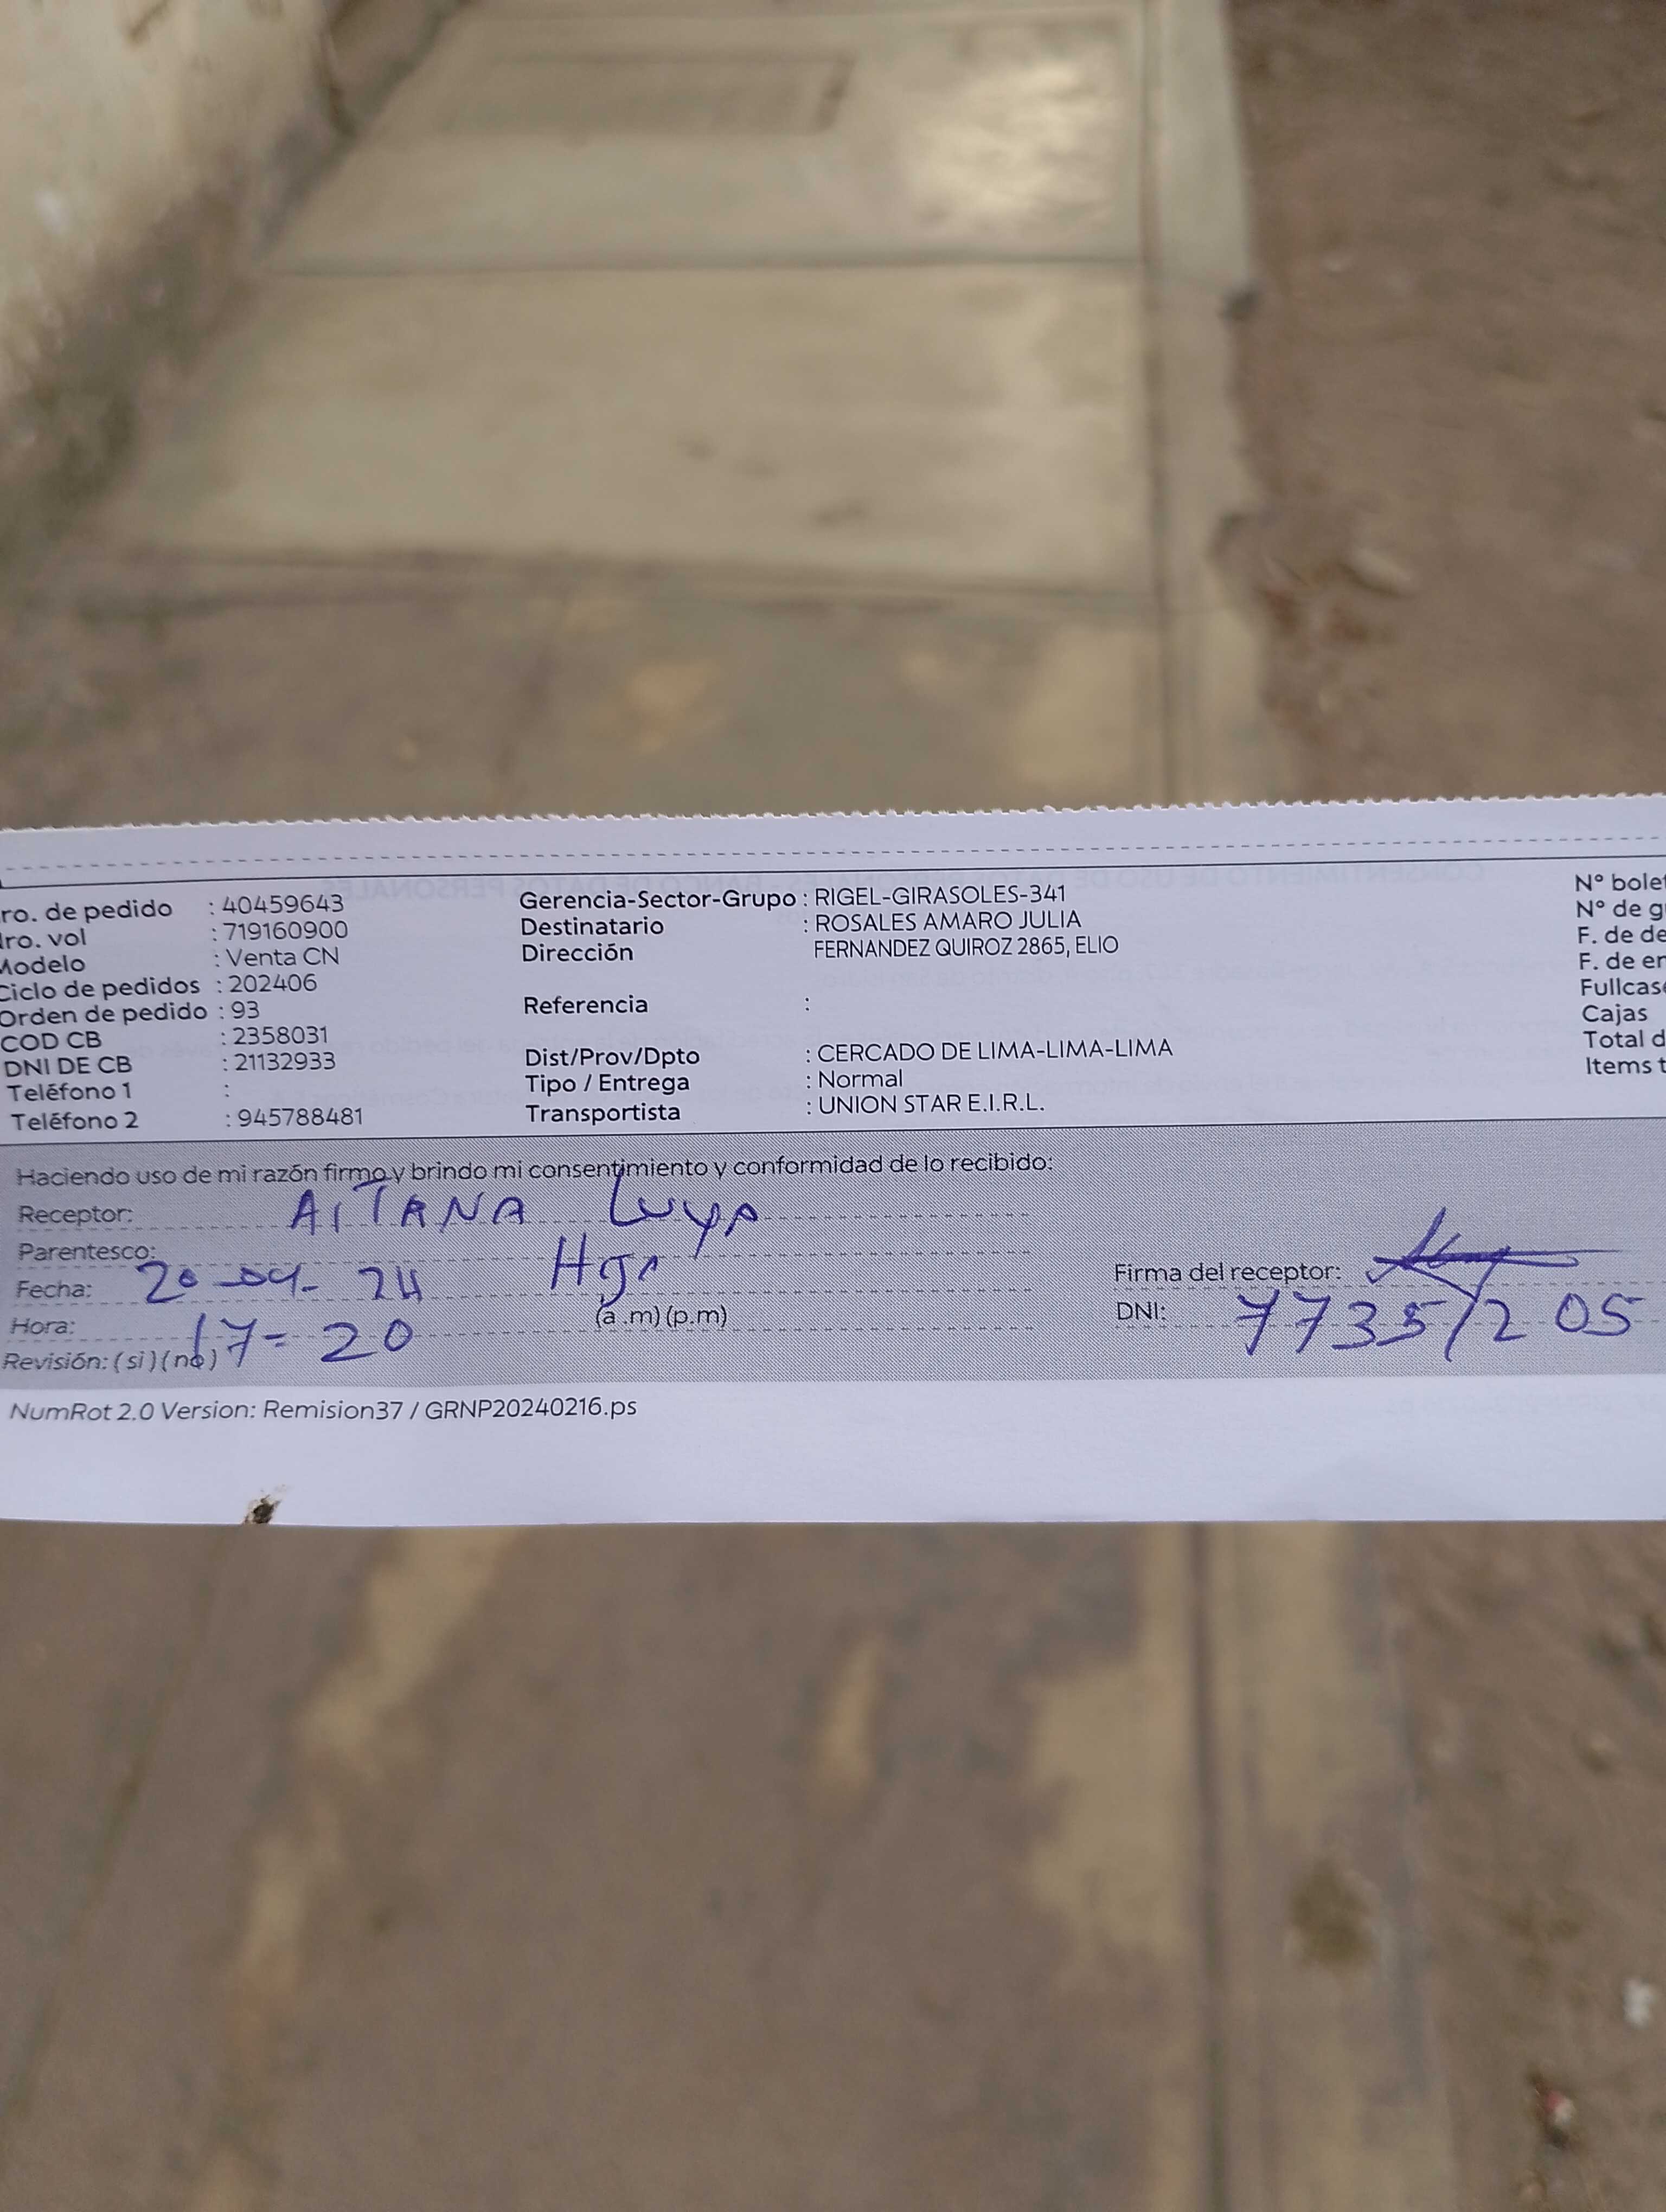 ro. de pedido : 40459643
ro. vol : 719160900
Modelo : Venta CN
Ciclo de pedidos : 202406
Orden de pedido : 93
COD CB : 2358031
DNI DE CB : 21132933
Teléfono 1 :
Teléfono 2 : 945788481
Gerencia-Sector-Grupo : RIGEL-GIRASOLES-341
Destinatario : ROSALES AMARO JULIA
Dirección FERNANDEZ QUIROZ 2865, ELIO
Referencia :
Dist/Prov/Dpto : CERCADO DE LIMA-LIMA-LIMA
Tipo / Entrega : Normal
Transportista : UNION STAR E.I.R.L.
N° bolet
N° de g
F. de de
F. de en
Fullcase
Cajas
Total d
Items t
Haciendo uso de mi razón firmo y brindo mi consentimiento y conformidad de lo recibido:
Receptor: AITANA Luya
Parentesco: Hija
Fecha: 20-04-24
Hora: 17=20 (a.m) (p.m)
Revisión: (si) (no)
Firma del receptor:
DNI: 77351205
NumRot 2.0 Version: Remision37 / GRNP20240216.ps